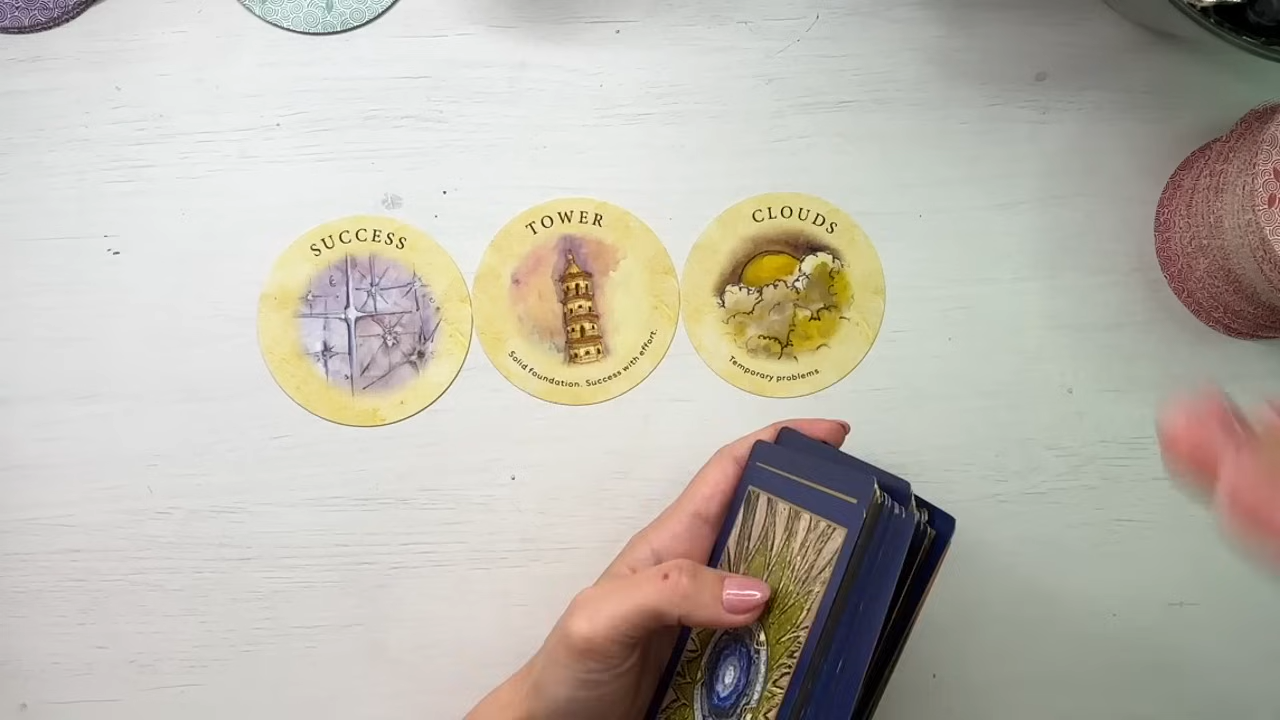 SUCCESS
TOWER
Solid foundation. Success with effort.
CLOUDS
Temporary problems.